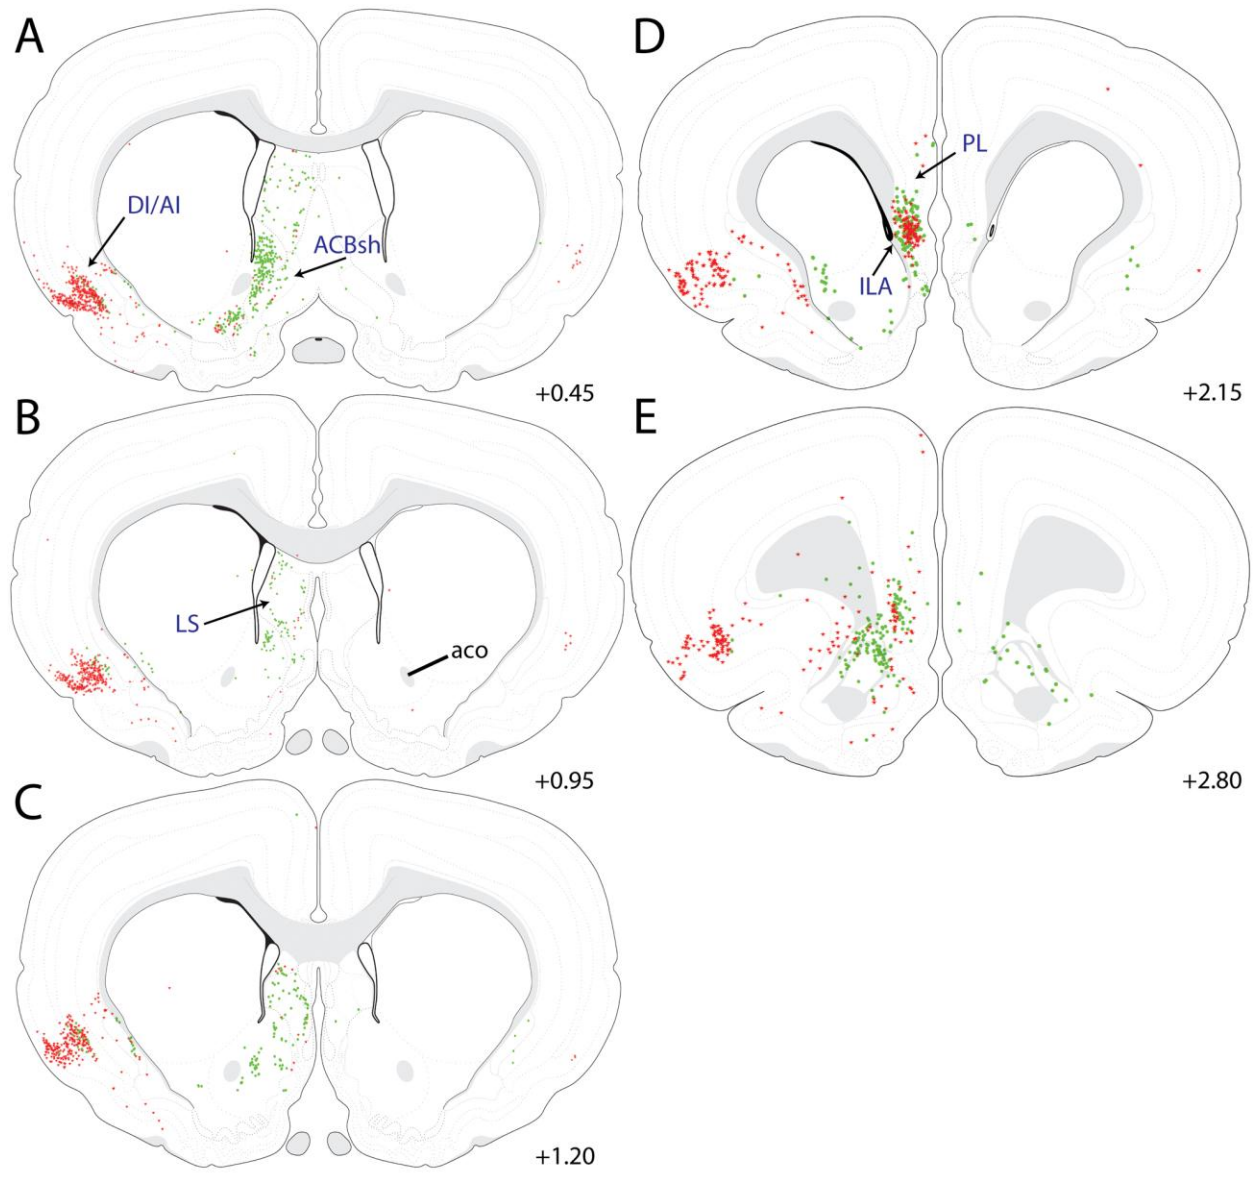 A
DI/AI
ACBsh
+0.45
B
LS
aco
+0.95
C
+1.20
D
PL
ILA
+2.15
E
+2.80